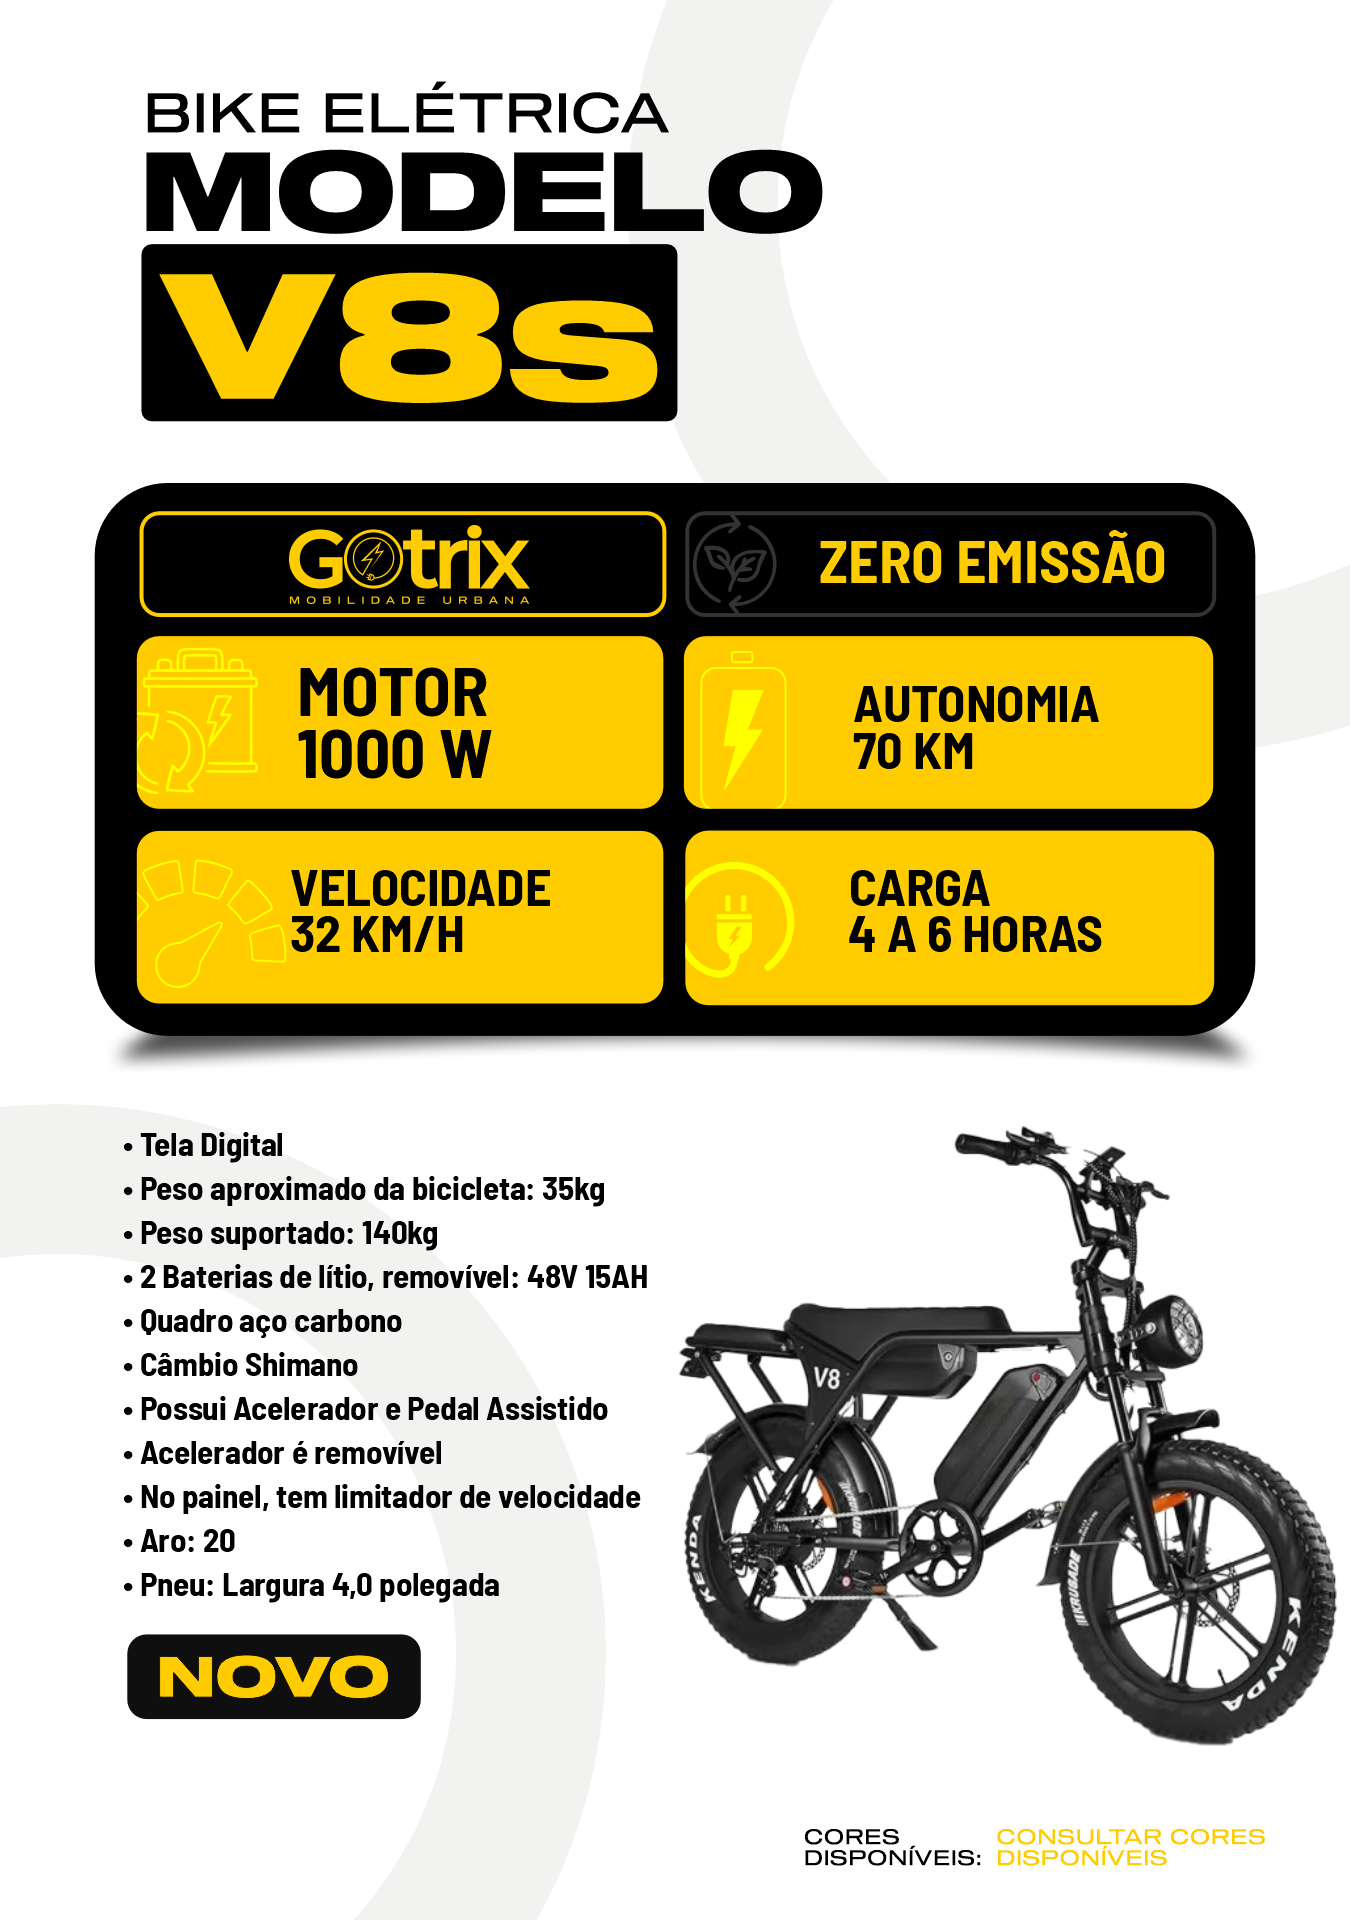 BIKE ELÉTRICA
MODELO
V8s
GOtrix
MOBILIDADE URBANA
ZERO EMISSÃO
MOTOR
1000 W
AUTONOMIA
70 KM
VELOCIDADE
32 KM/H
CARGA
4 A 6 HORAS
• Tela Digital
• Peso aproximado da bicicleta: 35kg
• Peso suportado: 140kg
• 2 Baterias de lítio, removível: 48V 15AH
• Quadro aço carbono
• Câmbio Shimano
• Possui Acelerador e Pedal Assistido
• Acelerador é removível
• No painel, tem limitador de velocidade
• Aro: 20
• Pneu: Largura 4,0 polegada
V8
KENDA
KRUSADE
KRUSADE
KENDA
NOVO
CORES
DISPONÍVEIS:
CONSULTAR CORES
DISPONÍVEIS